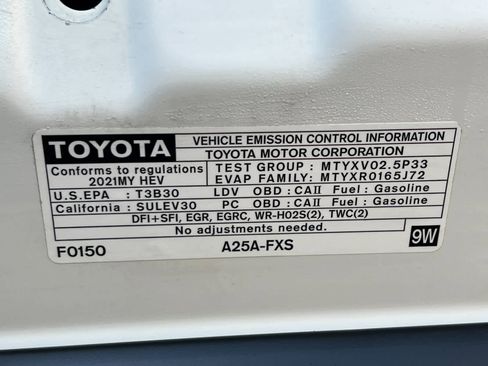 TOYOTA VEHICLE EMISSION CONTROL INFORMATION
TOYOTA MOTOR CORPORATION
Conforms to regulations TEST GROUP : MTYXV02.5P33
2021MY HEV EVAP FAMILY: MTYXR0165J72
U.S.EPA : T3B30 LDV OBD : CAII Fuel : Gasoline
California : SULEV30 PC OBD : CAII Fuel : Gasoline
DFI+SFI, EGR, EGRC, WR-HO2S(2), TWC(2)
No adjustments needed.
F0150 A25A-FXS 9W